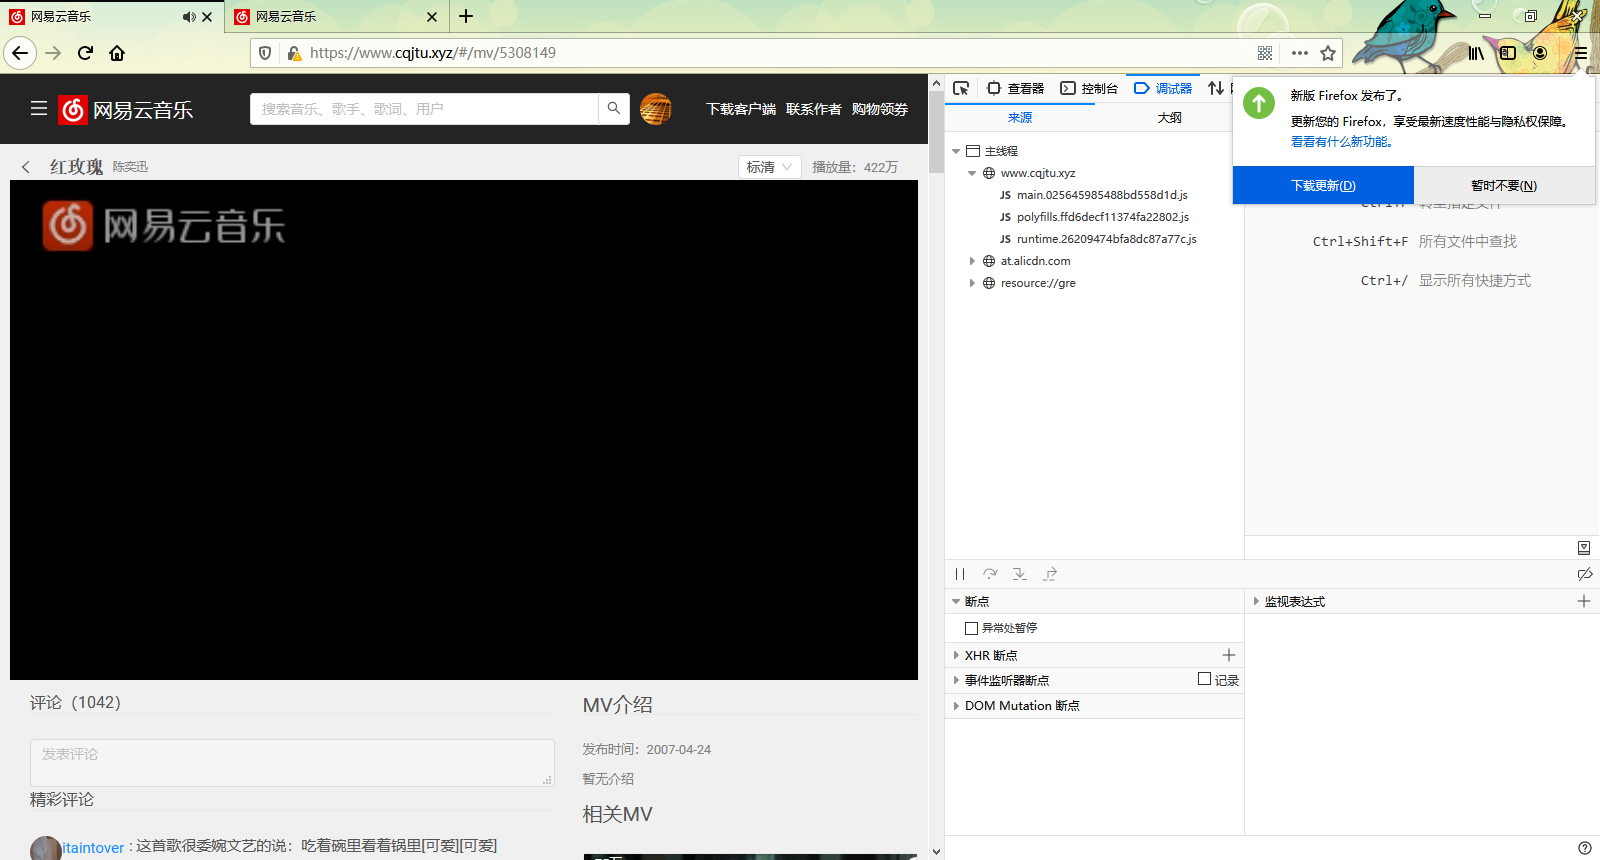 网易云音乐
网易云音乐
https://www.cqjtu.xyz/#/mv/5308149
网易云音乐
搜索音乐、歌手、歌词、用户
下载客户端 联系作者 购物领券
红玫瑰 陈奕迅
标清 播放量：422万
网易云音乐
评论（1042）
发表评论
精彩评论
itaintover : 这首歌很委婉文艺的说：吃着碗里看着锅里[可爱][可爱]
MV介绍
发布时间：2007-04-24
暂无介绍
相关MV
查看器 控制台 调试器
来源 大纲
主线程
www.cqjtu.xyz
JS main.025645985488bd558d1d.js
JS polyfills.ffd6decf11374fa22802.js
JS runtime.26209474bfa8dc87a77c.js
at.alicdn.com
resource://gre
新版 Firefox 发布了。
更新您的 Firefox，享受最新速度性能与隐私权保障。
看看有什么新功能。
下载更新(D) 暂时不要(N)
Ctrl+Shift+F 所有文件中查找
Ctrl+/ 显示所有快捷方式
断点
异常处暂停
XHR 断点
事件监听器断点 记录
DOM Mutation 断点
监视表达式